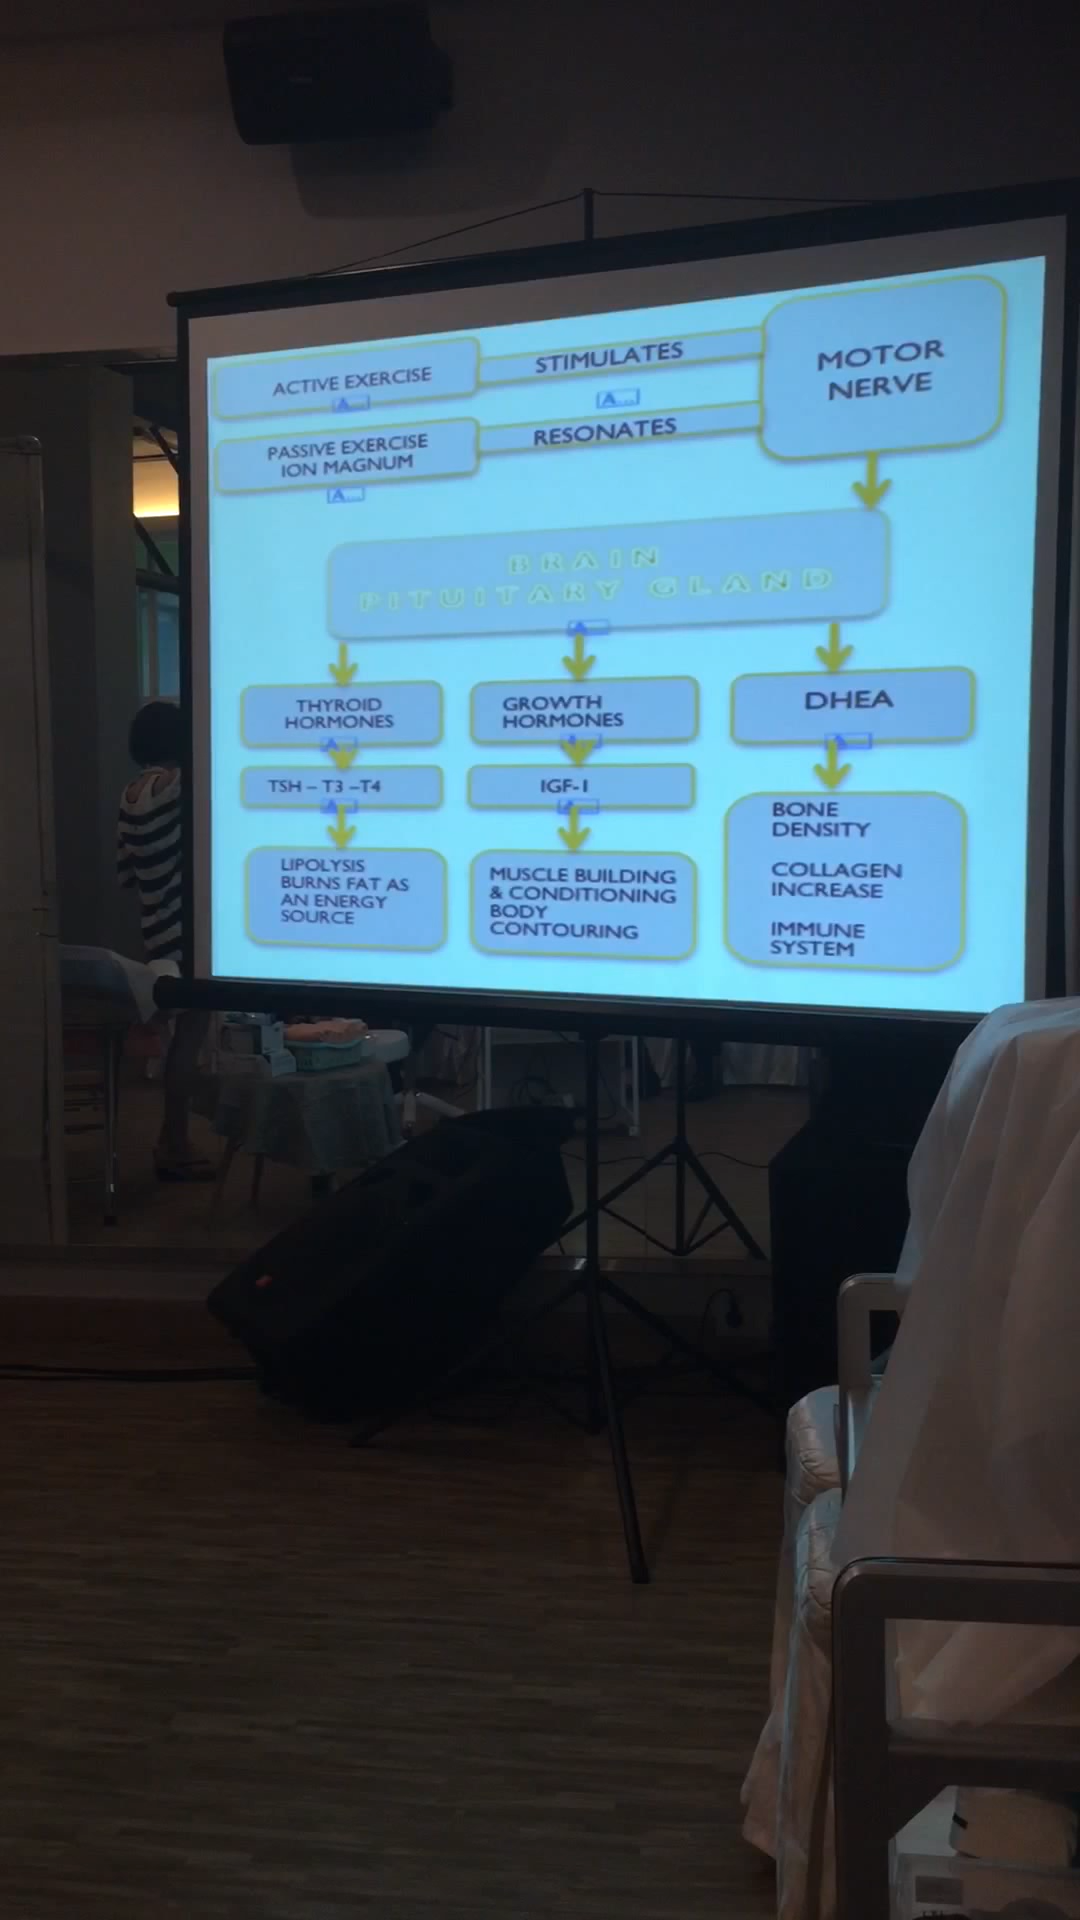 ACTIVE EXERCISE
A...
STIMULATES
A...
PASSIVE EXERCISE
ION MAGNUM
A...
RESONATES
MOTOR
NERVE
BRAIN
PITUITARY GLAND
A...
THYROID
HORMONES
A...
TSH – T3 –T4
A...
LIPOLYSIS
BURNS FAT AS
AN ENERGY
SOURCE
GROWTH
HORMONES
A...
IGF-1
A...
MUSCLE BUILDING
& CONDITIONING
BODY
CONTOURING
DHEA
A...
BONE
DENSITY
COLLAGEN
INCREASE
IMMUNE
SYSTEM